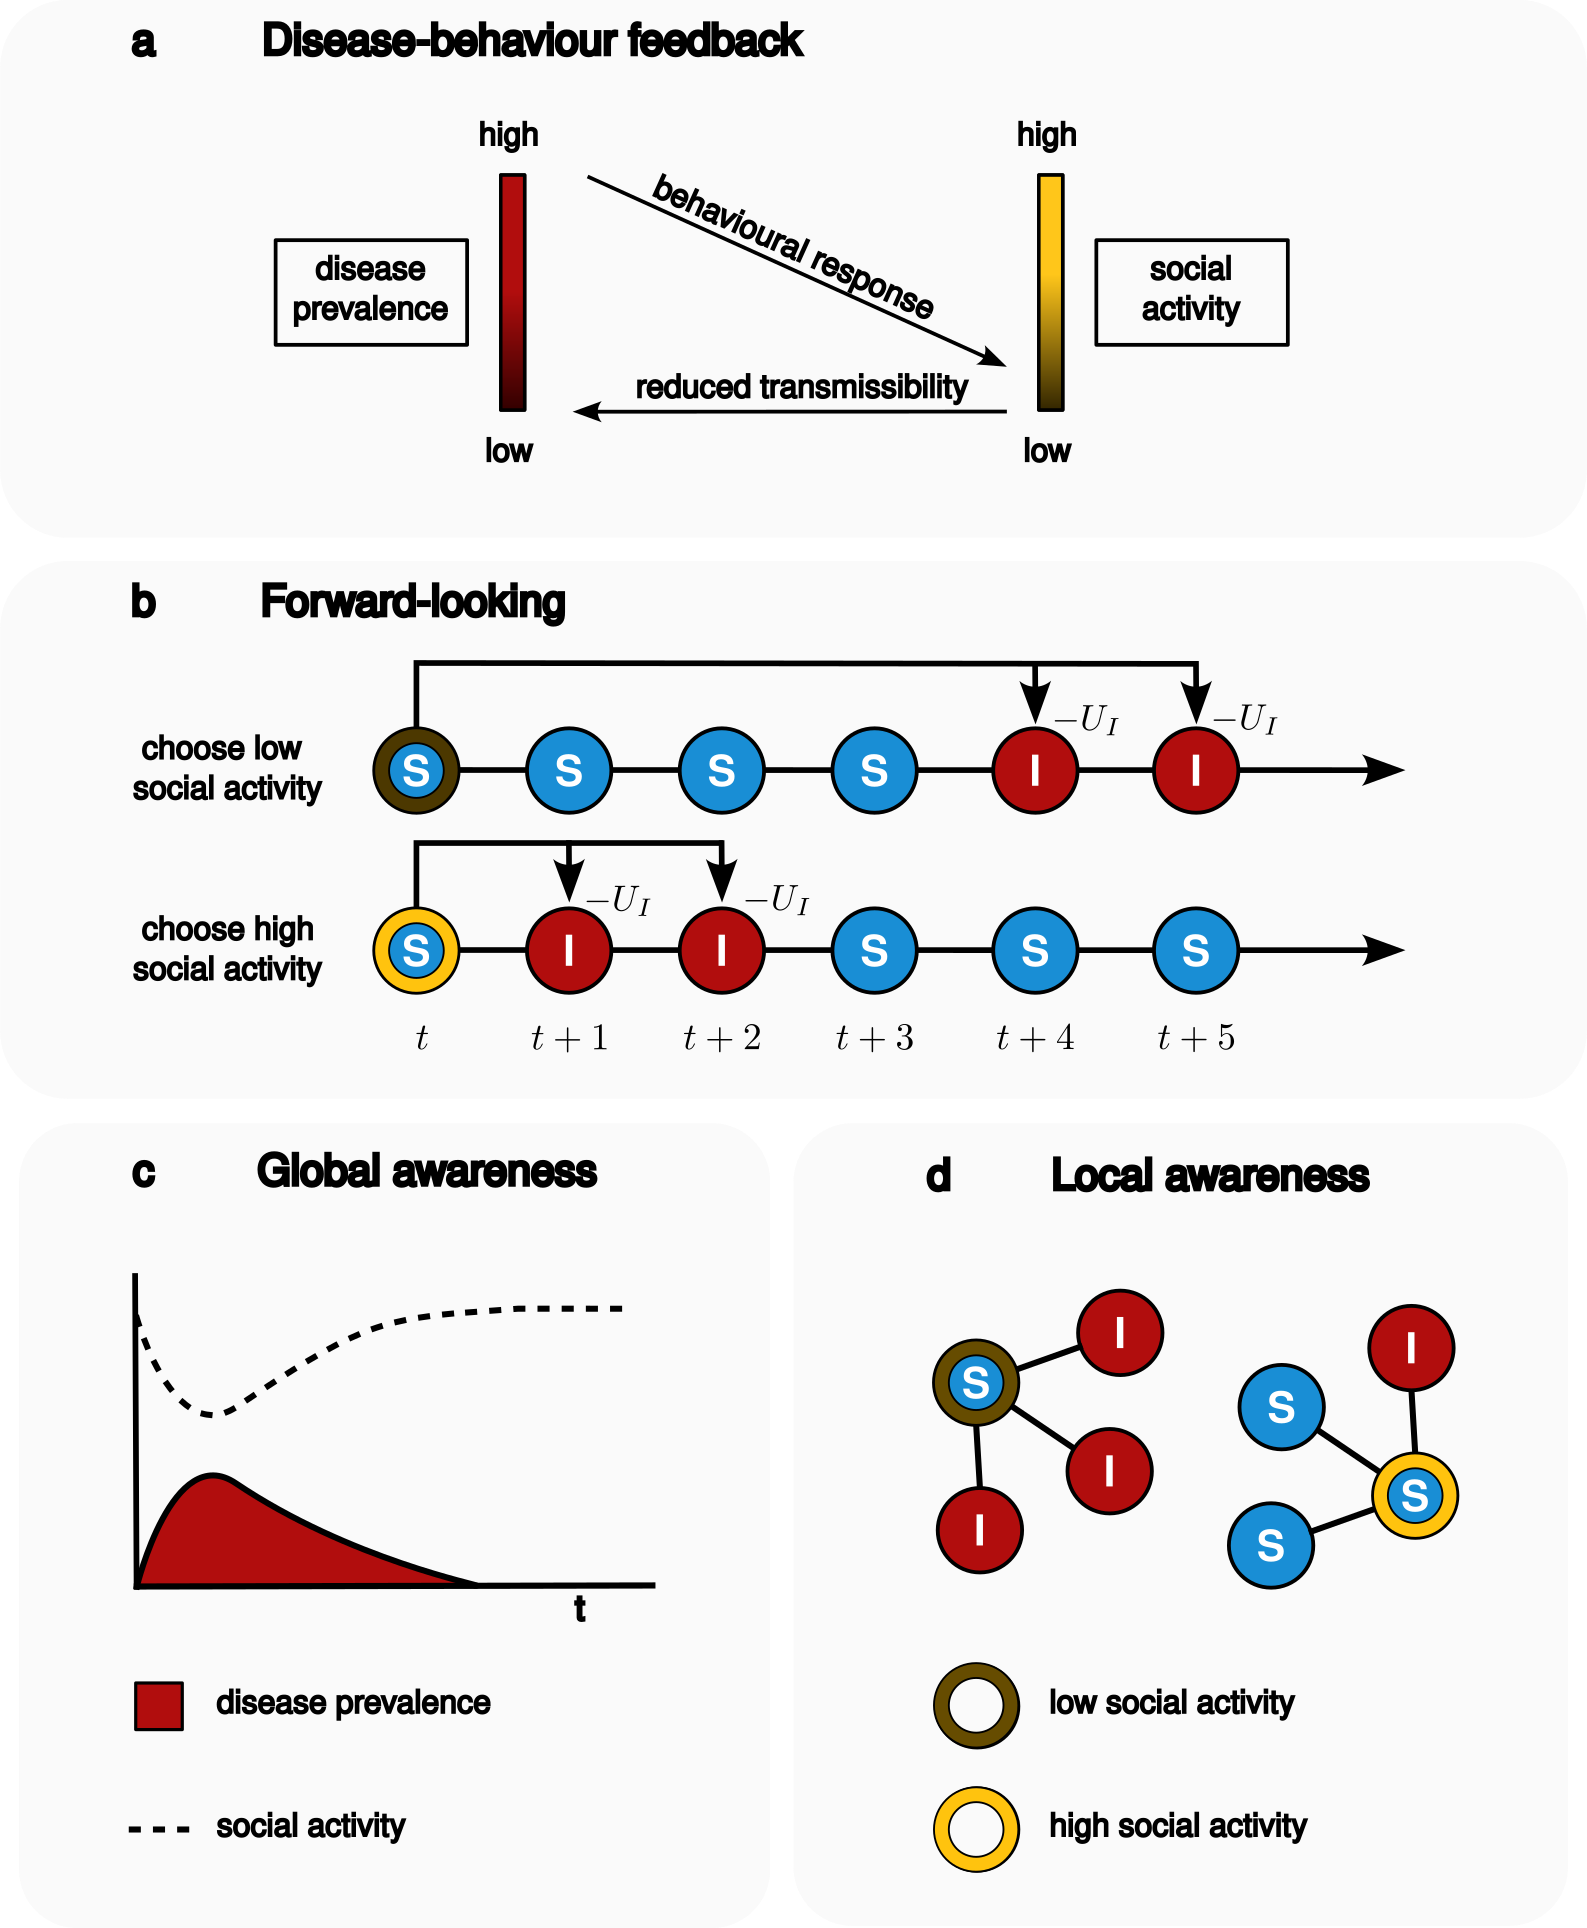 a Disease-behaviour feedback
high high
behavioural response
disease
prevalence
social
activity
reduced transmissibility
low low
b Forward-looking
choose low
social activity
S S S S I I
−U_I −U_I
choose high
social activity
S I I S S S
−U_I −U_I
t t + 1 t + 2 t + 3 t + 4 t + 5
c Global awareness
t
disease prevalence
social activity
d Local awareness
I
S
I
I
I
S
S
S
low social activity
high social activity